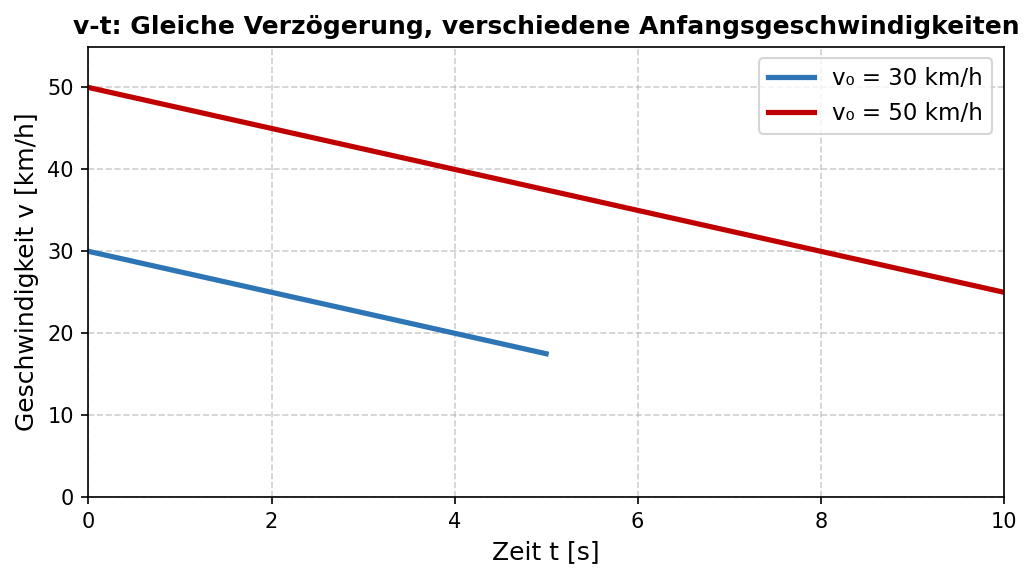 v-t: Gleiche Verzögerung, verschiedene Anfangsgeschwindigkeiten
v₀ = 30 km/h
v₀ = 50 km/h
Geschwindigkeit v [km/h]
50
40
30
20
10
0
0 2 4 6 8 10
Zeit t [s]